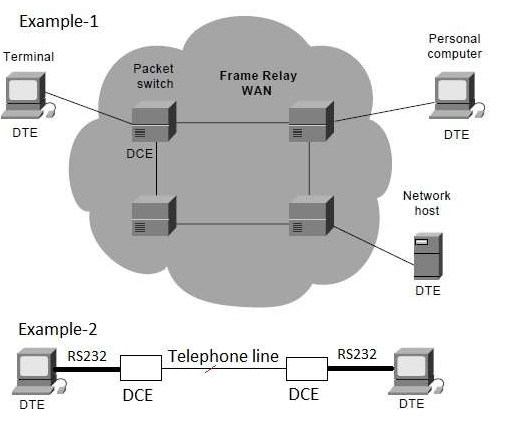 Example-1
Terminal
DTE
Packet
switch
DCE
Frame Relay
WAN
Personal
computer
DTE
Network
host
DTE
Example-2
RS232
Telephone line
RS232
DTE
DCE
DCE
DTE